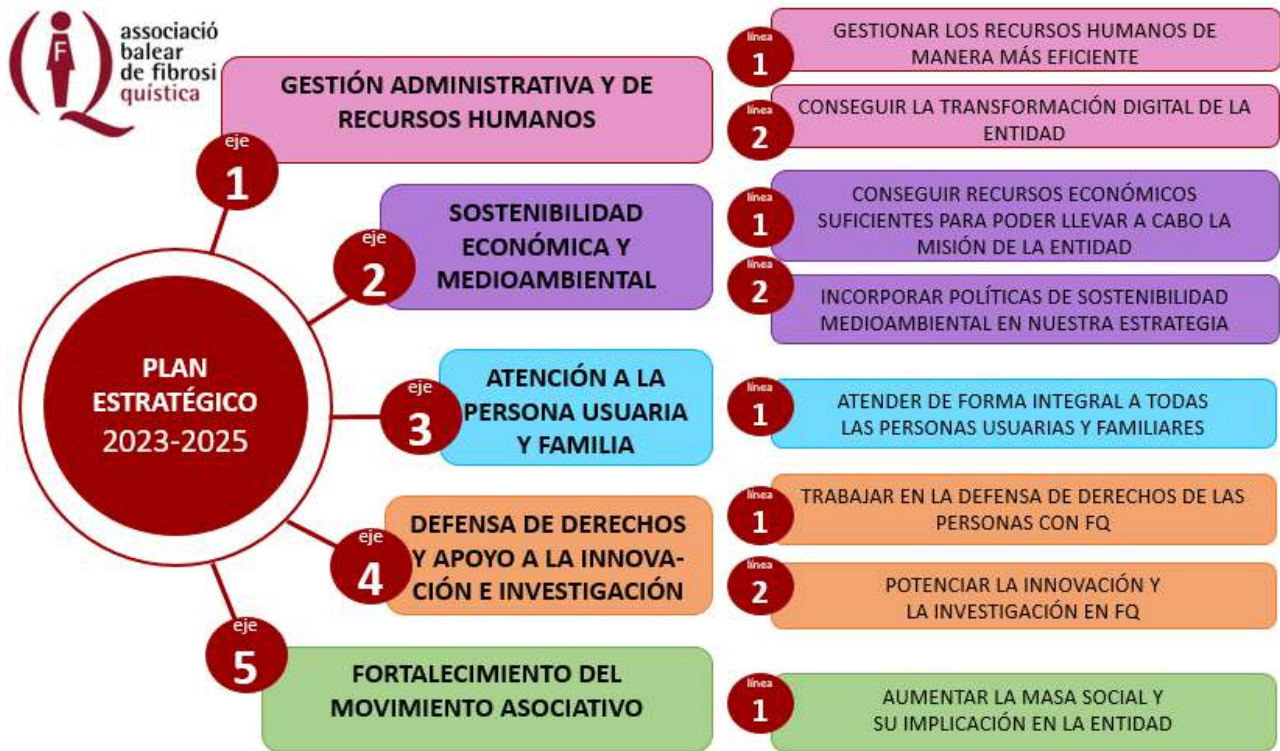 F
associació
balear
de fibrosi
quística
PLAN
ESTRATÉGICO
2023-2025
eje
1
GESTIÓN ADMINISTRATIVA Y DE
RECURSOS HUMANOS
línea
1
GESTIONAR LOS RECURSOS HUMANOS DE
MANERA MÁS EFICIENTE
línea
2
CONSEGUIR LA TRANSFORMACIÓN DIGITAL DE LA
ENTIDAD
eje
2
SOSTENIBILIDAD
ECONÓMICA Y
MEDIOAMBIENTAL
línea
1
CONSEGUIR RECURSOS ECONÓMICOS
SUFICIENTES PARA PODER LLEVAR A CABO LA
MISIÓN DE LA ENTIDAD
línea
2
INCORPORAR POLÍTICAS DE SOSTENIBILIDAD
MEDIOAMBIENTAL EN NUESTRA ESTRATEGIA
eje
3
ATENCIÓN A LA
PERSONA USUARIA
Y FAMILIA
línea
1
ATENDER DE FORMA INTEGRAL A TODAS
LAS PERSONAS USUARIAS Y FAMILIARES
eje
4
DEFENSA DE DERECHOS
Y APOYO A LA INNOVA-
CIÓN E INVESTIGACIÓN
línea
1
TRABAJAR EN LA DEFENSA DE DERECHOS DE LAS
PERSONAS CON FQ
línea
2
POTENCIAR LA INNOVACIÓN Y
LA INVESTIGACIÓN EN FQ
eje
5
FORTALECIMIENTO DEL
MOVIMIENTO ASOCIATIVO
línea
1
AUMENTAR LA MASA SOCIAL Y
SU IMPLICACIÓN EN LA ENTIDAD